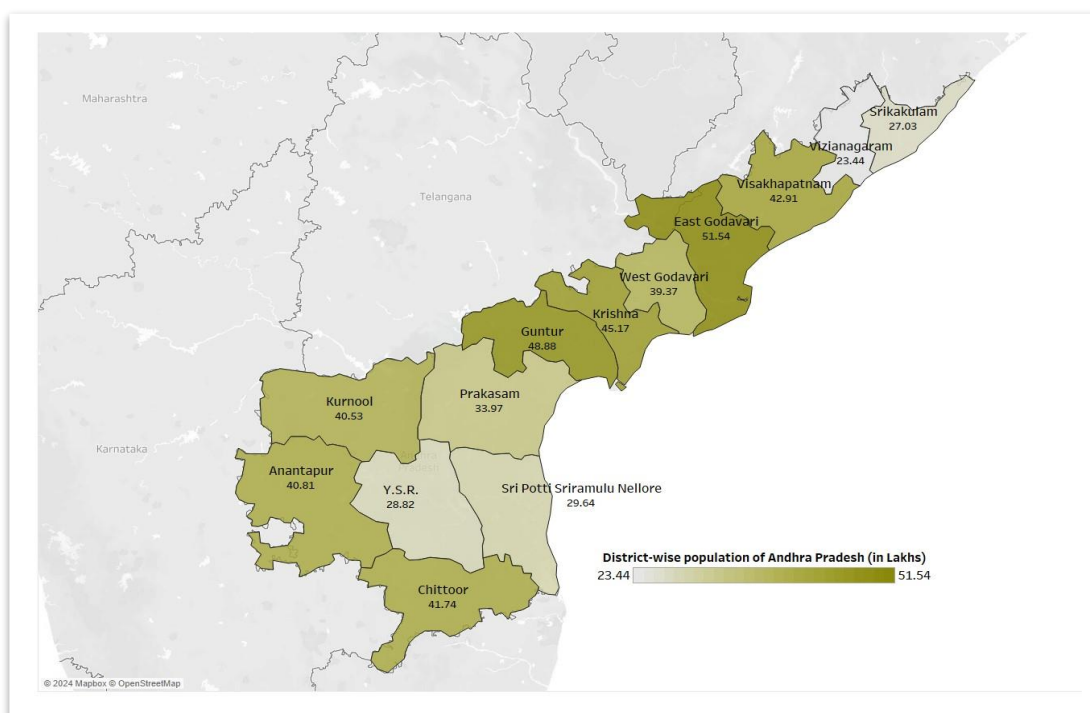 Maharashtra
Srikakulam
27.03
Vizianagaram
23.44
Visakhapatnam
42.91
Telangana
East Godavari
51.54
West Godavari
39.37
Krishna
45.17
Guntur
48.88
Prakasam
33.97
Kurnool
40.53
Karnataka
Andhra
Pradesh
Anantapur
40.81
Y.S.R.
28.82
Sri Potti Sriramulu Nellore
29.64
District-wise population of Andhra Pradesh (in Lakhs)
23.44 51.54
Chittoor
41.74
© 2024 Mapbox © OpenStreetMap